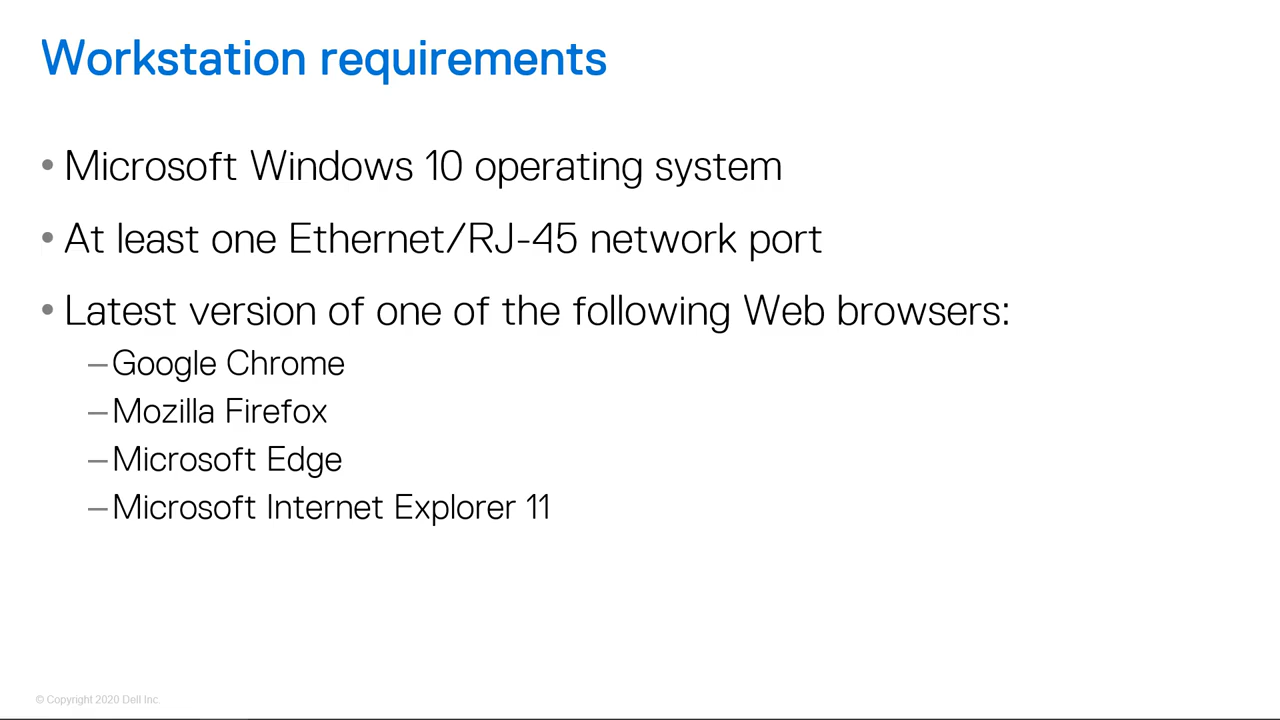 Workstation requirements
• Microsoft Windows 10 operating system
• At least one Ethernet/RJ-45 network port
• Latest version of one of the following Web browsers:
–Google Chrome
–Mozilla Firefox
–Microsoft Edge
–Microsoft Internet Explorer 11
© Copyright 2020 Dell Inc.